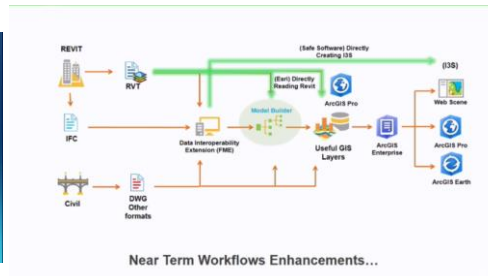 REVIT
(Safe Software) Directly
Creating I3S
(I3S)
RVT
(Esri) Directly
Reading Revit
ArcGIS Pro
Web Scene
Model Builder
IFC
Data Interoperability
Extension (FME)
Useful GIS
Layers
ArcGIS
Enterprise
ArcGIS Pro
ArcGIS Earth
Civil
DWG
Other
formats
Near Term Workflows Enhancements...